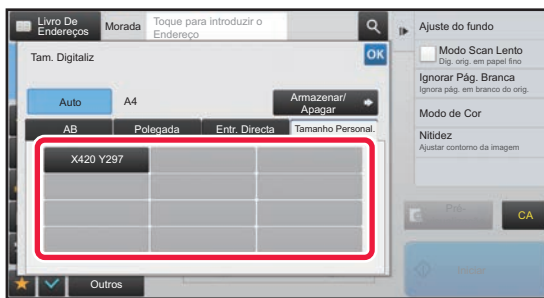 Livro De
Endereços
Morada
Toque para introduzir o
Endereço
Ajuste do fundo
Tam. Digitaliz
OK
Modo Scan Lento
Dig. orig. em papel fino
Ignorar Pág. Branca
Ignora pág. em branco do orig.
Auto
A4
Armazenar/
Apagar
Modo de Cor
AB
Polegada
Entr. Directa
Tamanho Personal.
Nitidez
Ajustar contorno da imagem
X420 Y297
CA
Outros